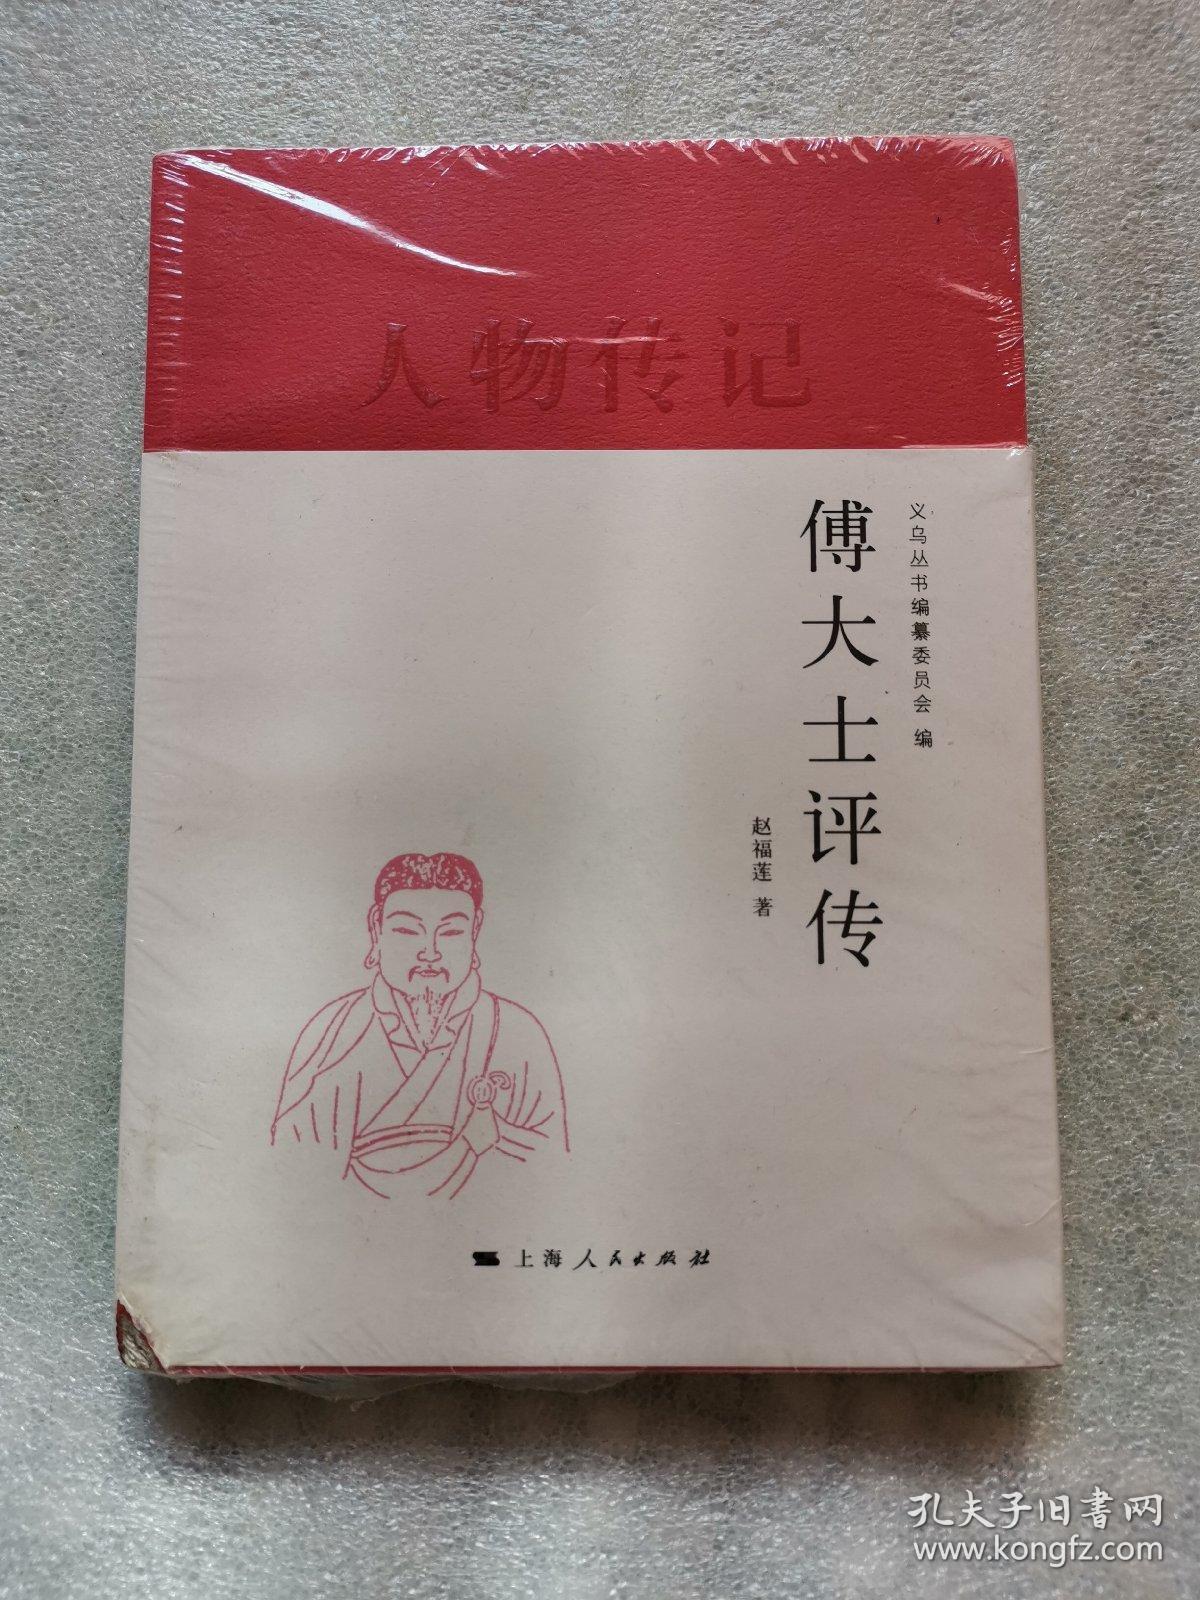 人物传记
义乌丛书编纂委员会 编
傅大士评传
赵福莲 著
上海人民出版社
孔夫子旧书网
www.kongfz.com